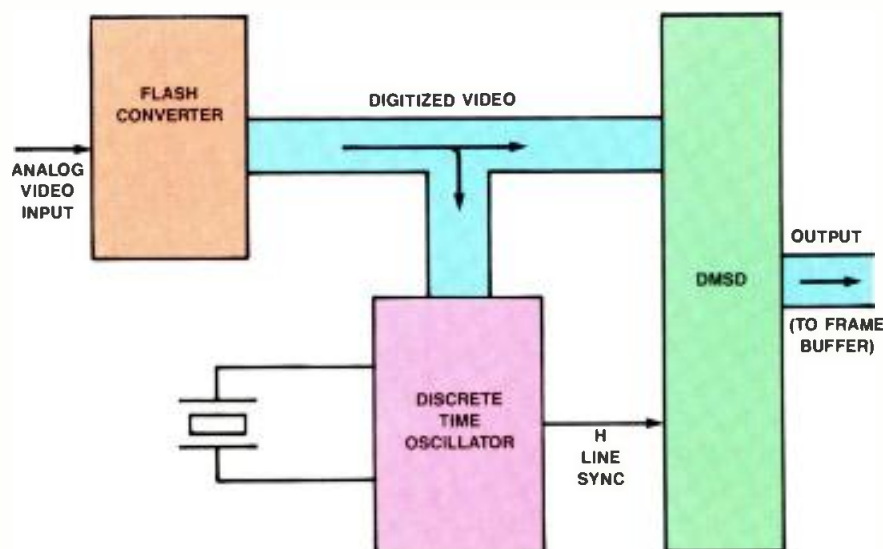 FLASH
CONVERTER
DIGITIZED VIDEO
ANALOG
VIDEO
INPUT
OUTPUT
DMSD
(TO FRAME
BUFFER)
DISCRETE
TIME
OSCILLATOR
H
LINE
SYNC